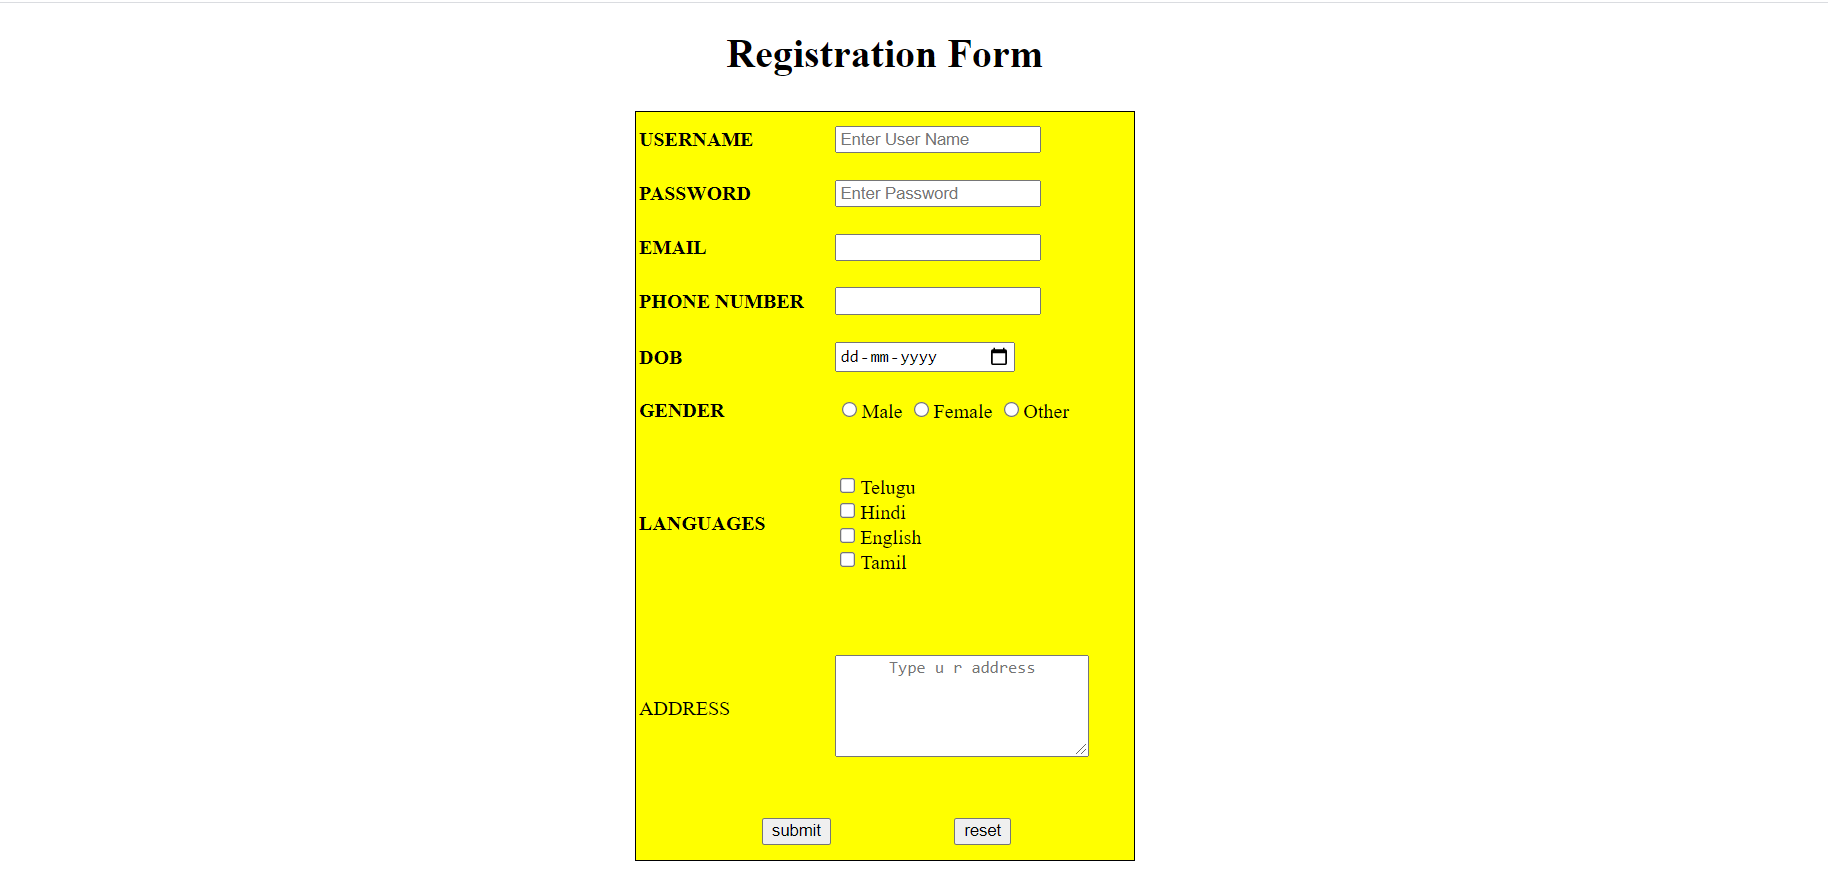 Registration Form
USERNAME Enter User Name
PASSWORD Enter Password
EMAIL
PHONE NUMBER
DOB dd-mm-yyyy
GENDER Male Female Other
LANGUAGES
Telugu
Hindi
English
Tamil
ADDRESS
Type u r address
submit reset